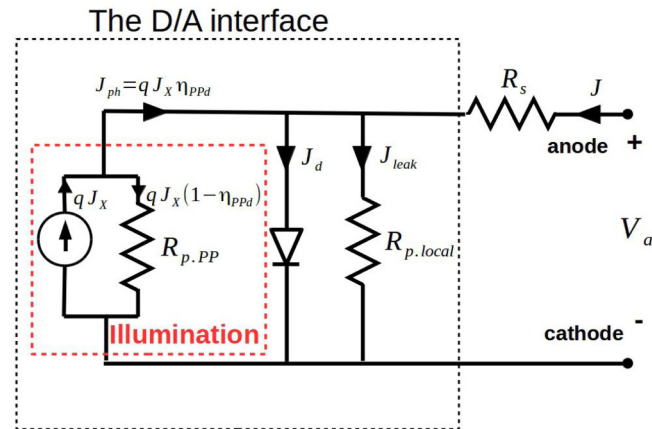 The D/A interface
J_ph=q J_X η_PPd
R_s
J
anode
+
J_d
J_leak
q J_X
q J_X(1−η_PPd)
R_p.PP
R_p.local
V_a
Illumination
-
cathode